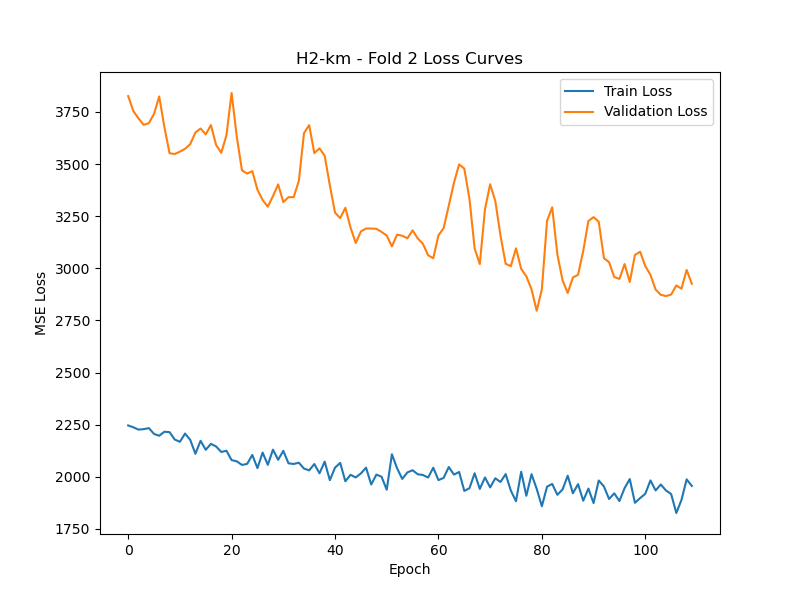 H2-km - Fold 2 Loss Curves
Train Loss
Validation Loss
MSE Loss
3750
3500
3250
3000
2750
2500
2250
2000
1750
0 20 40 60 80 100
Epoch